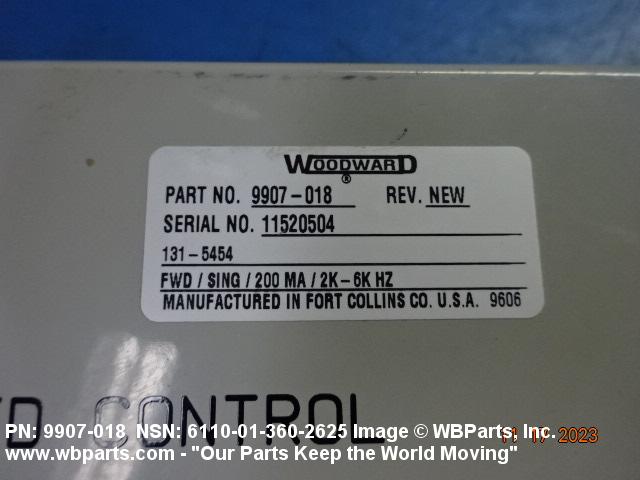 WOODWARD
®
PART NO. 9907-018 REV. NEW
SERIAL NO. 11520504
131-5454
FWD / SING / 200 MA / 2K-6K HZ
MANUFACTURED IN FORT COLLINS CO. U.S.A. 9606
CONTROL
PN: 9907-018 NSN: 6110-01-360-2625 Image © WBParts, Inc.
11 17 2023
www.wbparts.com - "Our Parts Keep the World Moving"